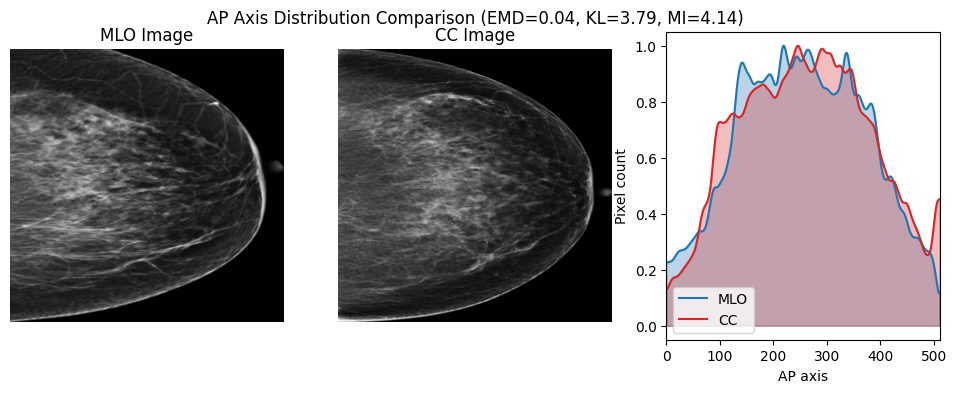 AP Axis Distribution Comparison (EMD=0.04, KL=3.79, MI=4.14)
MLO Image
CC Image
Pixel count
1.0
0.8
0.6
0.4
0.2
0.0
MLO
CC
0 100 200 300 400 500
AP axis